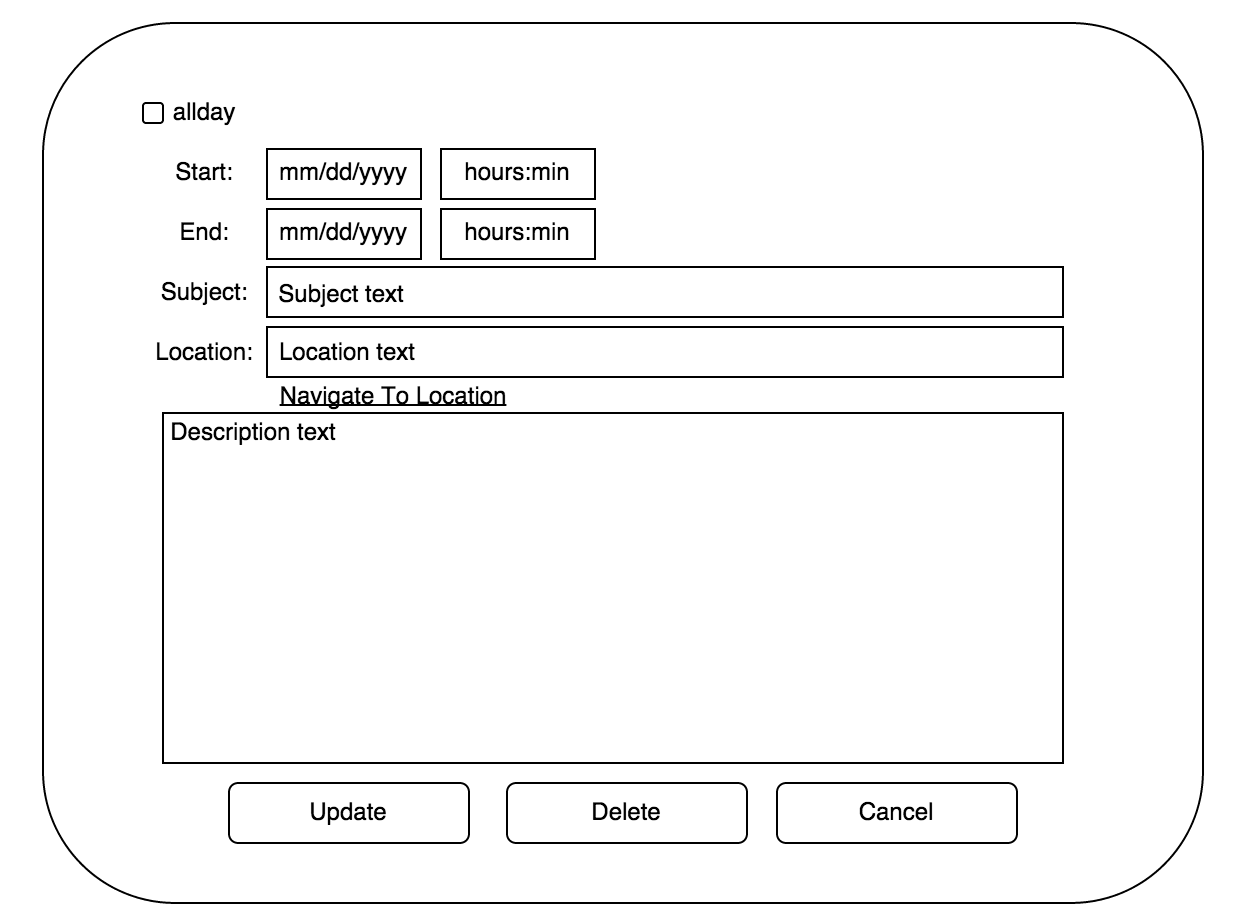 allday
Start: mm/dd/yyyy hours:min
End: mm/dd/yyyy hours:min
Subject: Subject text
Location: Location text
Navigate To Location
Description text
Update Delete Cancel